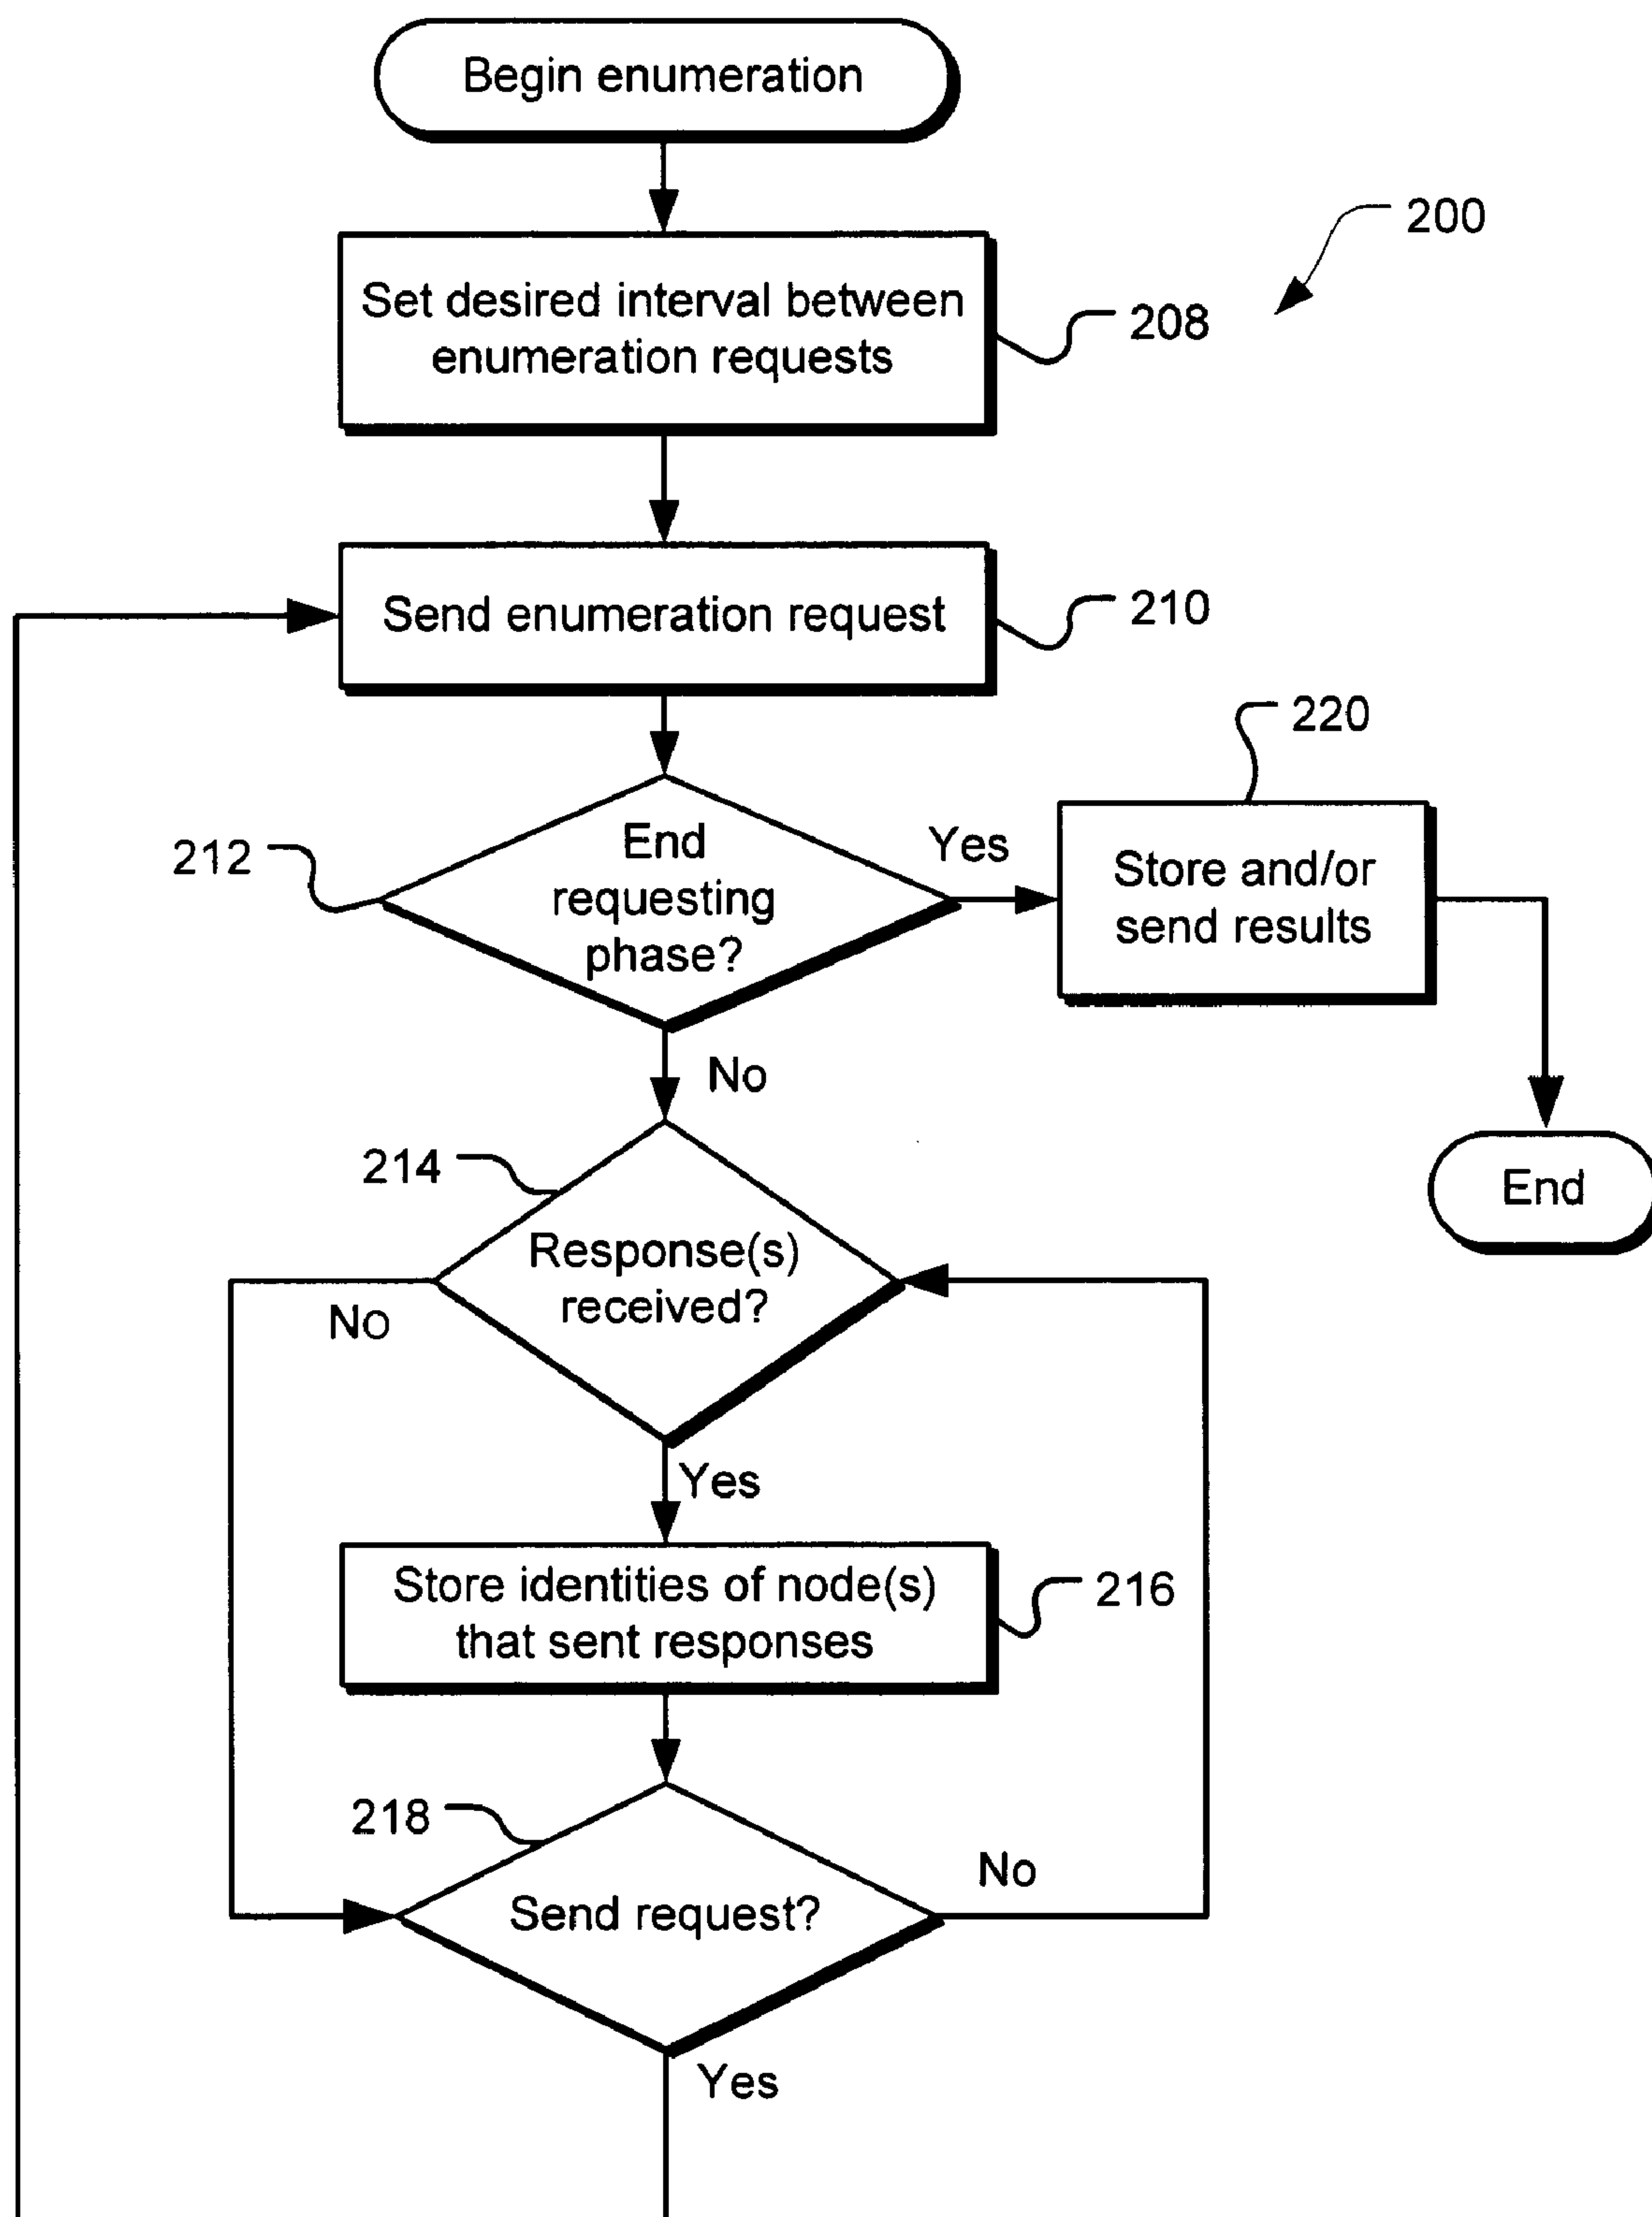 Begin enumeration
200
Set desired interval between
enumeration requests
208
Send enumeration request
210
220
212
End
requesting
phase?
Yes
Store and/or
send results
No
214
End
Response(s)
received?
No
Yes
Store identities of node(s)
that sent responses
216
218
No
Send request?
Yes